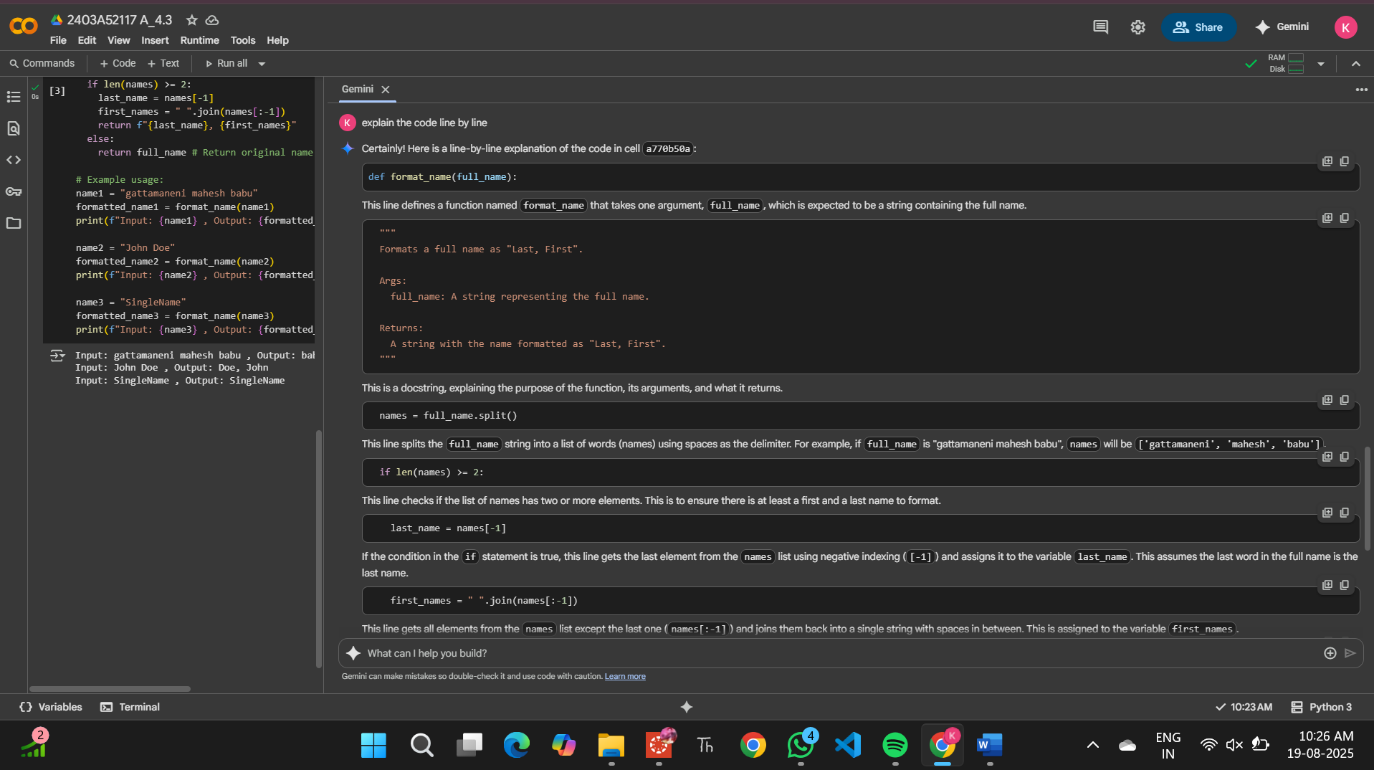 2403A52117 A_4.3
File Edit View Insert Runtime Tools Help
Share
Gemini
K
Commands
+ Code + Text
Run all
RAM
Disk
[3]
0s
if len(names) >= 2:
last_name = names[-1]
first_names = " ".join(names[:-1])
return f"{last_name}, {first_names}"
else:
return full_name # Return original name
# Example usage:
name1 = "gattamaneni mahesh babu"
formatted_name1 = format_name(name1)
print(f"Input: {name1} , Output: {formatted_
name2 = "John Doe"
formatted_name2 = format_name(name2)
print(f"Input: {name2} , Output: {formatted_
name3 = "SingleName"
formatted_name3 = format_name(name3)
print(f"Input: {name3} , Output: {formatted_
Input: gattamaneni mahesh babu , Output: bab
Input: John Doe , Output: Doe, John
Input: SingleName , Output: SingleName
Gemini
K
explain the code line by line
Certainly! Here is a line-by-line explanation of the code in cell a770b50a :
def format_name(full_name):
This line defines a function named format_name that takes one argument, full_name , which is expected to be a string containing the full name.
"""
Formats a full name as "Last, First".
Args:
full_name: A string representing the full name.
Returns:
A string with the name formatted as "Last, First".
"""
This is a docstring, explaining the purpose of the function, its arguments, and what it returns.
names = full_name.split()
This line splits the full_name string into a list of words (names) using spaces as the delimiter. For example, if full_name is "gattamaneni mahesh babu", names will be ['gattamaneni', 'mahesh', 'babu'] .
if len(names) >= 2:
This line checks if the list of names has two or more elements. This is to ensure there is at least a first and a last name to format.
last_name = names[-1]
If the condition in the if statement is true, this line gets the last element from the names list using negative indexing ( [-1] ) and assigns it to the variable last_name . This assumes the last word in the full name is the
last name.
first_names = " ".join(names[:-1])
This line gets all elements from the names list except the last one ( names[:-1] ) and joins them back into a single string with spaces in between. This is assigned to the variable first_names .
What can I help you build?
Gemini can make mistakes so double-check it and use code with caution. Learn more
Variables
Terminal
10:23 AM
Python 3
2
Th
4
K
W
ENG
IN
10:26 AM
19-08-2025